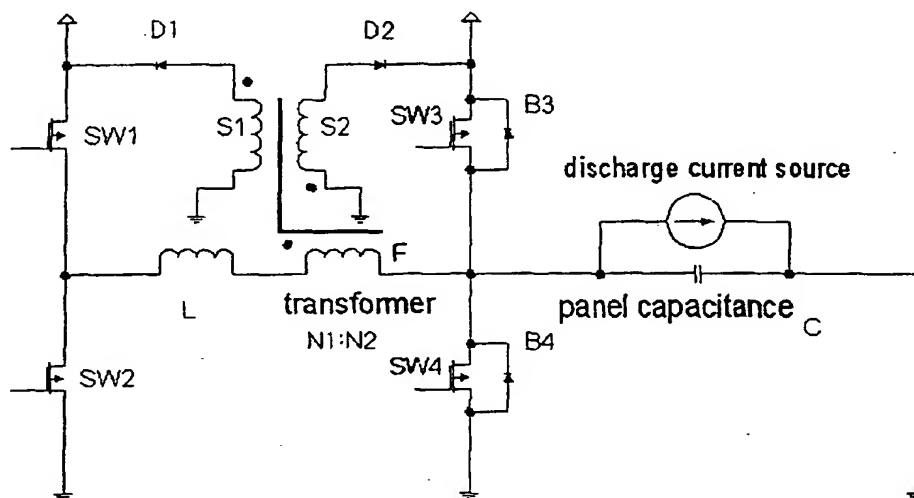 D1
D2
B3
SW1
S1
S2
SW3
discharge current source
F
L
transformer
panel capacitance
C
N1:N2
B4
SW2
SW4